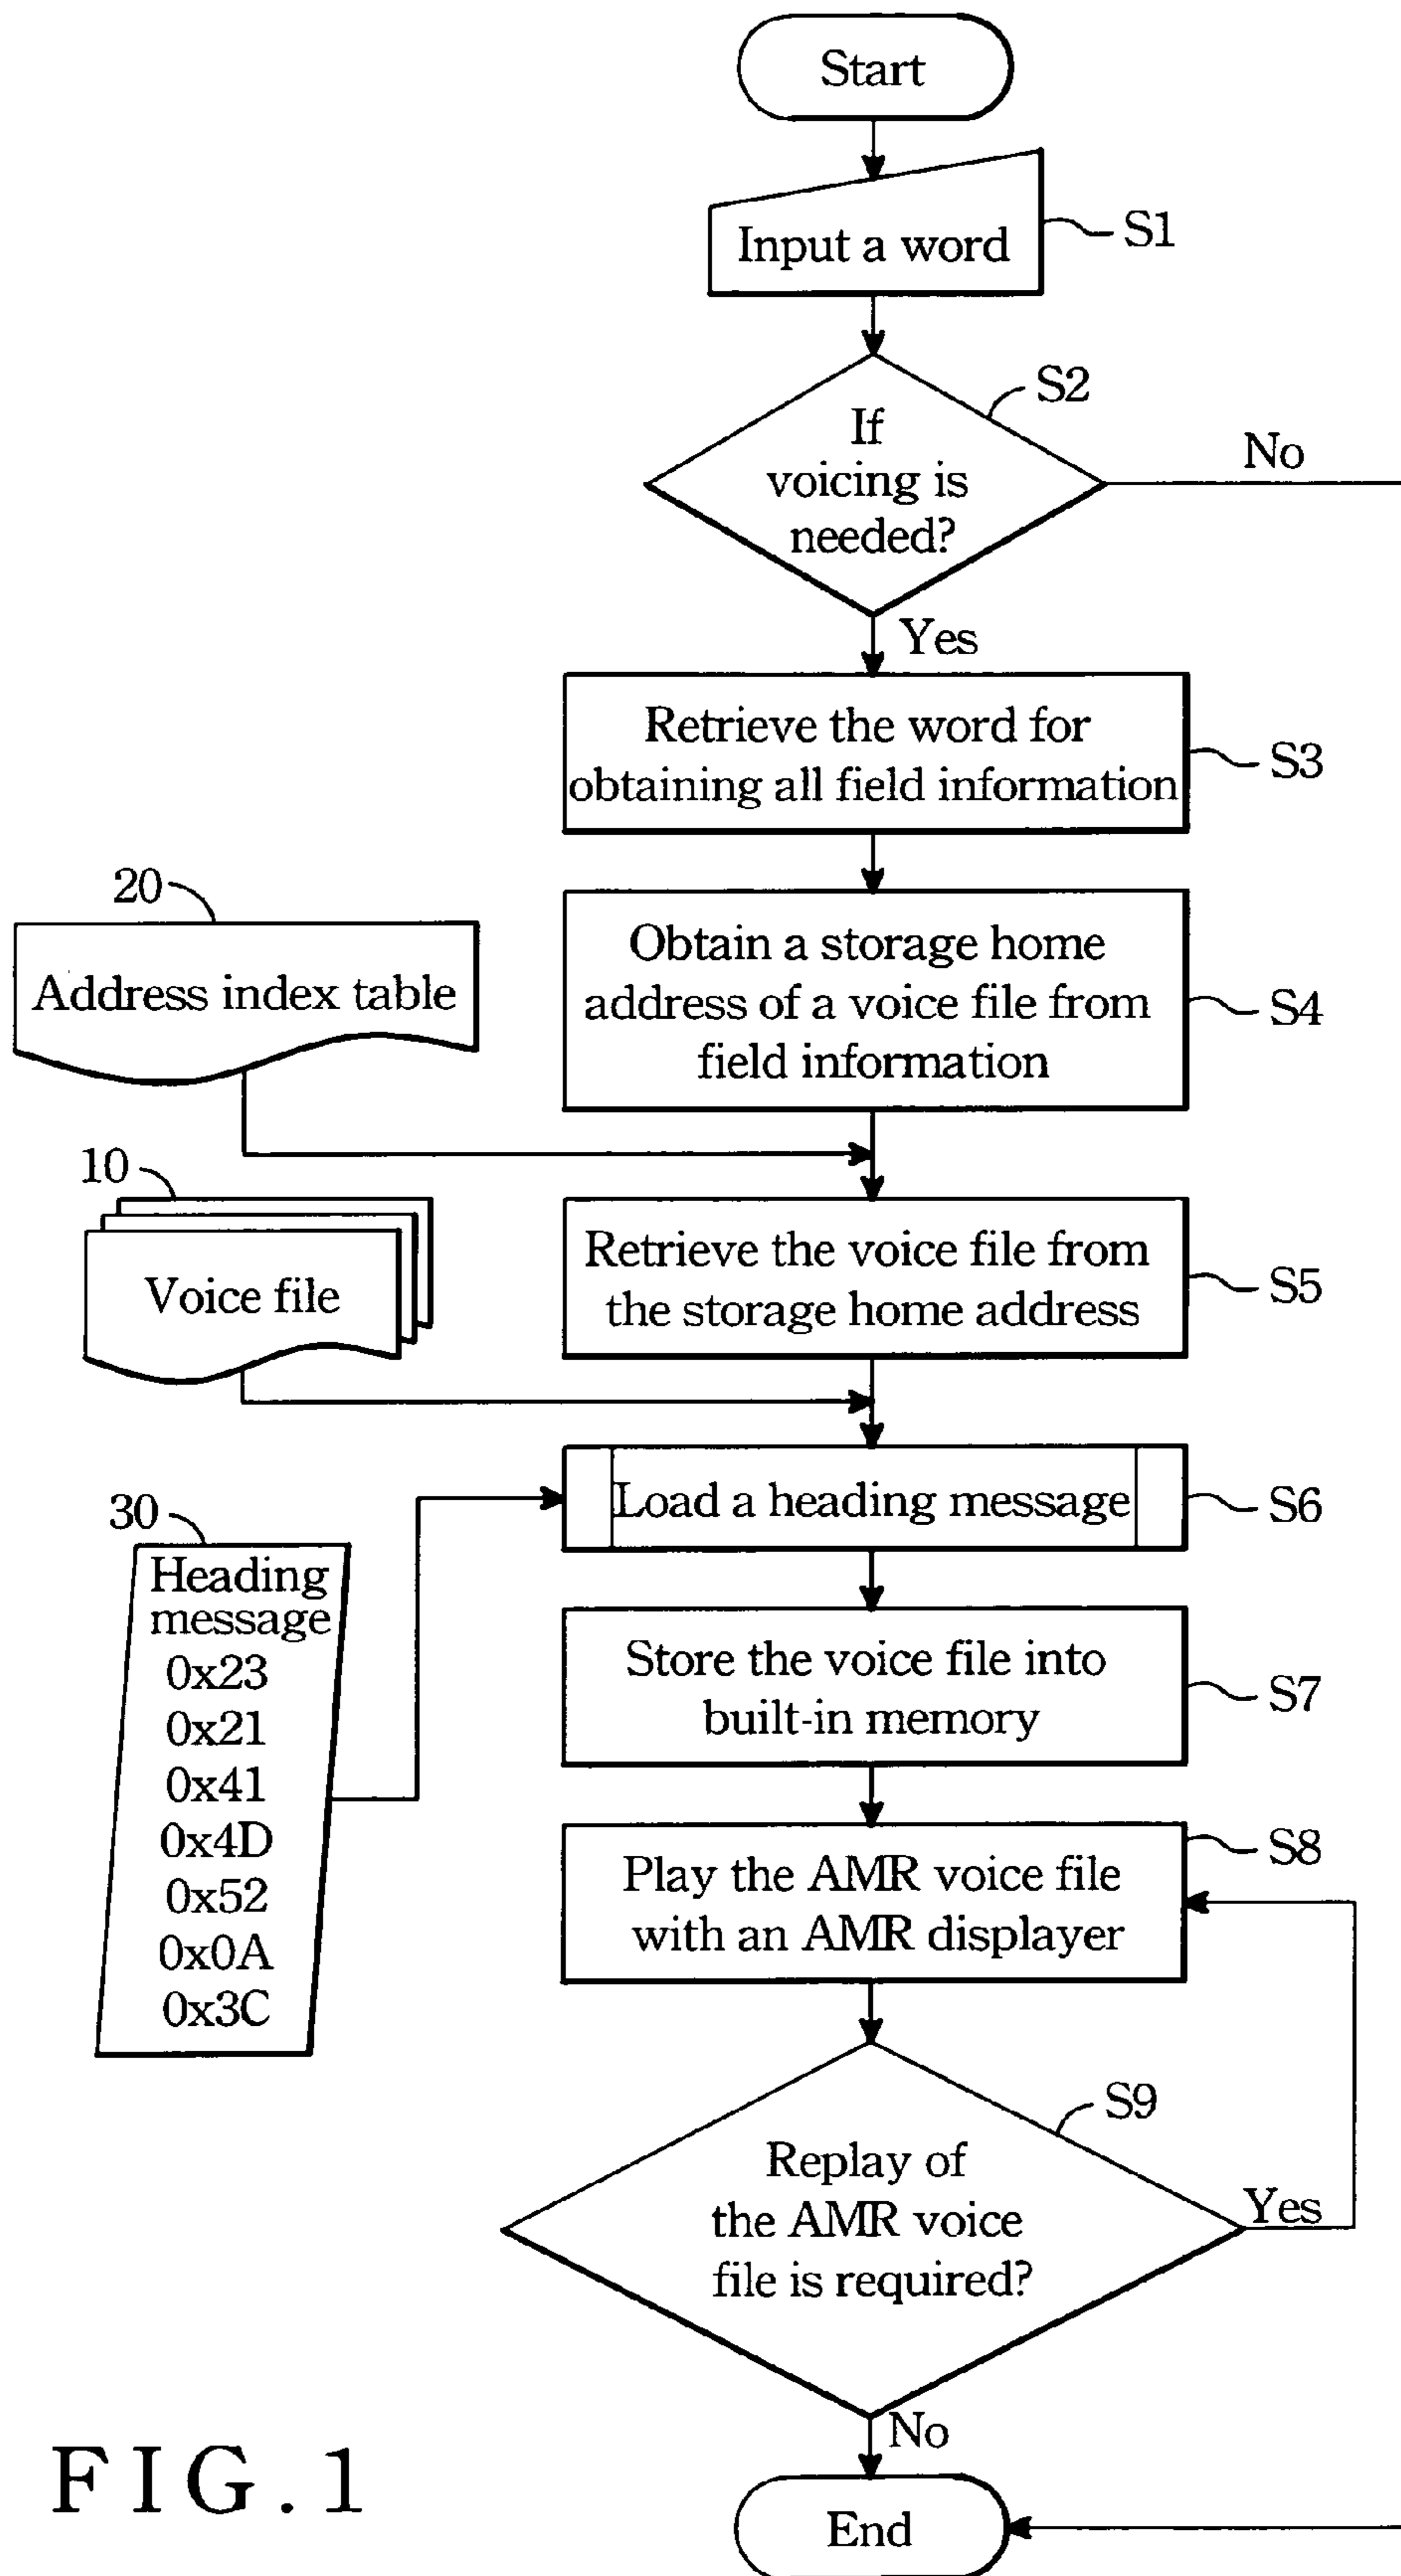 Start
Input a word
S1
If
voicing is
needed?
S2
No
Yes
Retrieve the word for
obtaining all field information
S3
20
Address index table
Obtain a storage home
address of a voice file from
field information
S4
10
Voice file
Retrieve the voice file from
the storage home address
S5
Load a heading message
S6
30
Heading
message
0x23
0x21
0x41
0x4D
0x52
0x0A
0x3C
Store the voice file into
built-in memory
S7
Play the AMR voice file
with an AMR displayer
S8
Replay of
the AMR voice
file is required?
S9
Yes
No
End
FIG.1